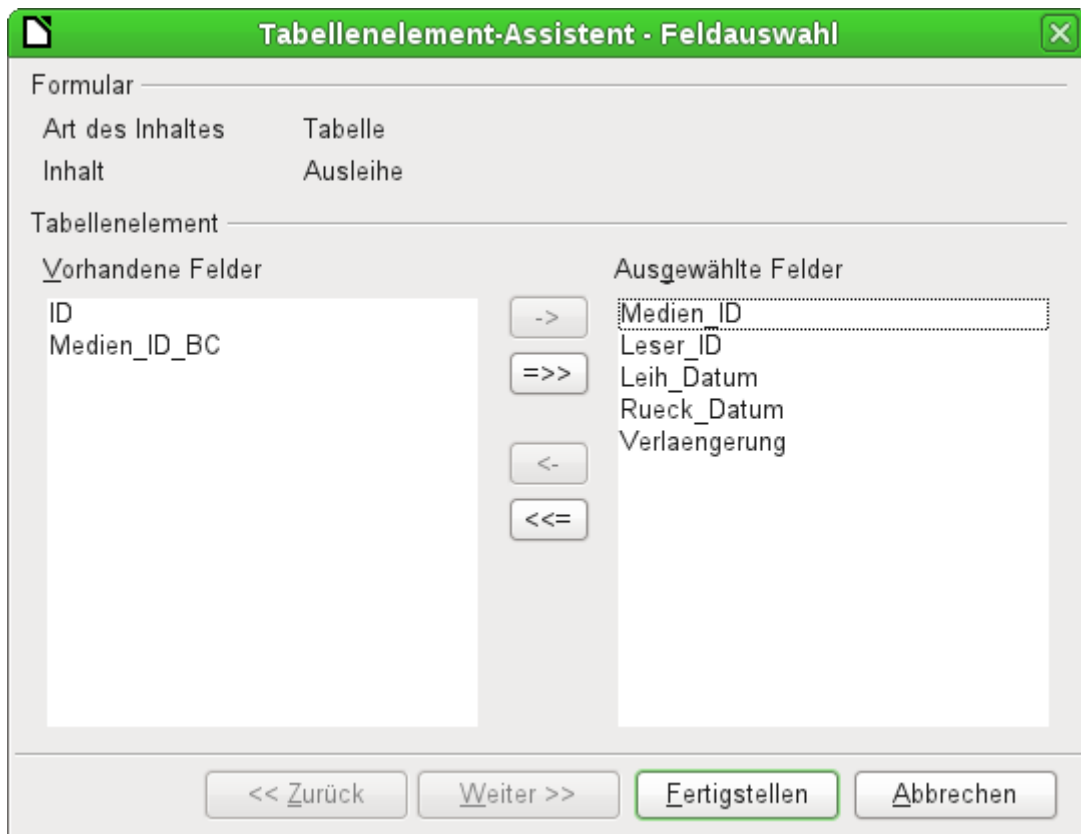 Tabellenelement-Assistent - Feldauswahl
Formular
Art des Inhaltes Tabelle
Inhalt Ausleihe
Tabellenelement
Vorhandene Felder
ID
Medien_ID_BC
->
=>>
<-
<<=
Ausgewählte Felder
Medien_ID
Leser_ID
Leih_Datum
Rueck_Datum
Verlaengerung
<< Zurück Weiter >> Fertigstellen Abbrechen